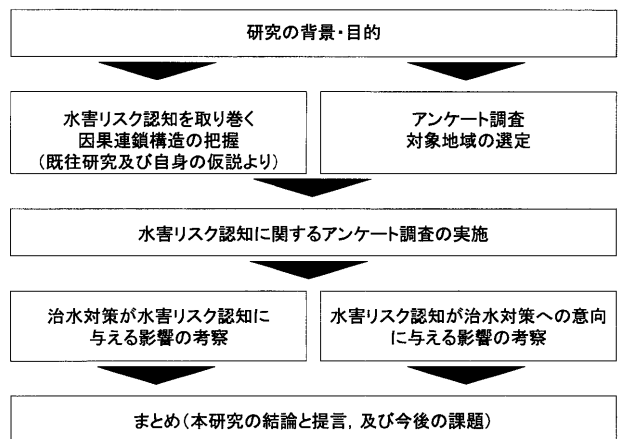 研究の背景・目的
水害リスク認知を取り巻く
因果連鎖構造の把握
(既往研究及び自身の仮説より)
アンケート調査
対象地域の選定
水害リスク認知に関するアンケート調査の実施
治水対策が水害リスク認知に
与える影響の考察
水害リスク認知が治水対策への意向
に与える影響の考察
まとめ(本研究の結論と提言, 及び今後の課題)